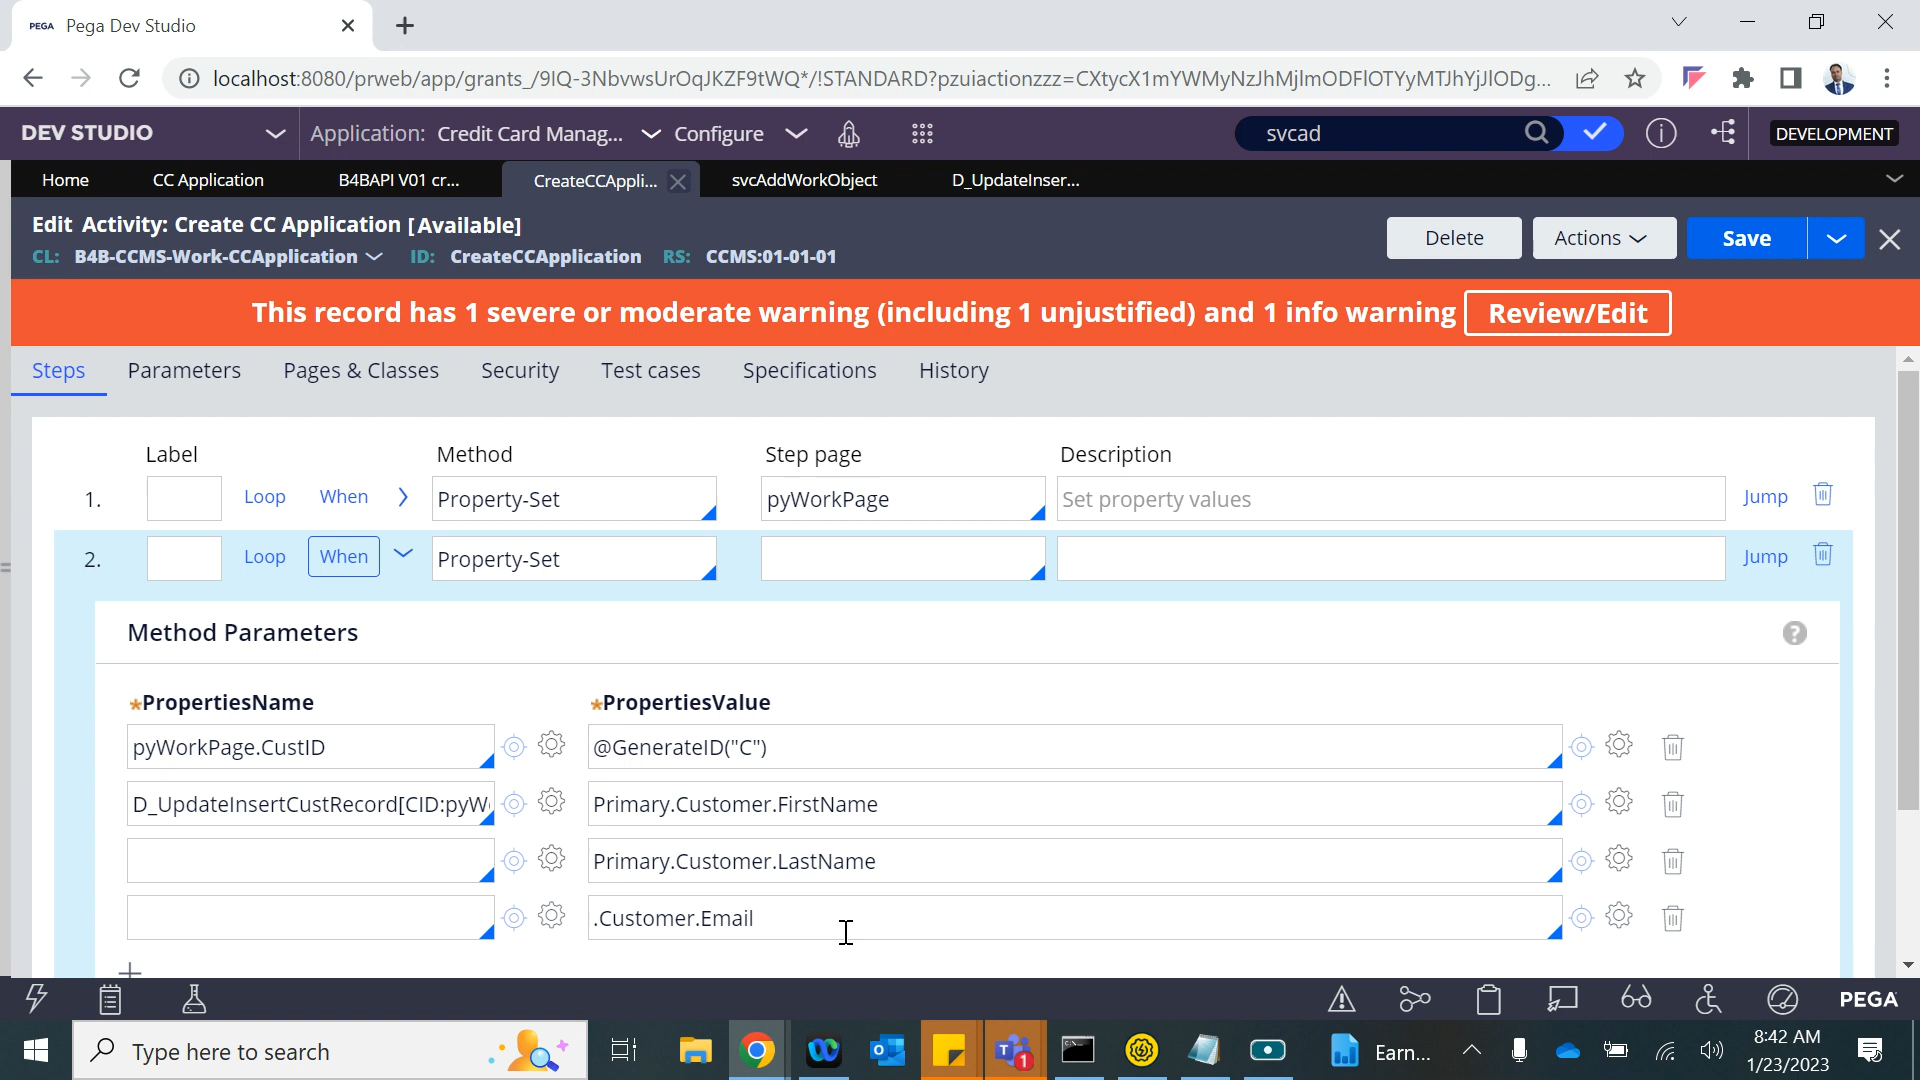 PEGA Pega Dev Studio
localhost:8080/prweb/app/grants_/9IQ-3NbvwsUrOqJKZF9tWQ*/!STANDARD?pzuiactionzzz=CXtycX1mYWMyNzJhMjlmODFlOTYyMTJhYjJlODg...
DEV STUDIO Application: Credit Card Manag... Configure svcad DEVELOPMENT
Home CC Application B4BAPI V01 cr... CreateCCAppli... svcAddWorkObject D_UpdateInser...
Edit Activity: Create CC Application [Available]
Delete Actions Save
CL: B4B-CCMS-Work-CCApplication ID: CreateCCApplication RS: CCMS:01-01-01
This record has 1 severe or moderate warning (including 1 unjustified) and 1 info warning Review/Edit
Steps Parameters Pages & Classes Security Test cases Specifications History
Label Method Step page Description
1. Loop When Property-Set pyWorkPage Set property values Jump
2. Loop When Property-Set Jump
Method Parameters ?
*PropertiesName *PropertiesValue
pyWorkPage.CustID @GenerateID("C")
D_UpdateInsertCustRecord[CID:pyW Primary.Customer.FirstName
Primary.Customer.LastName
.Customer.Email
PEGA
Type here to search 1 Earn... 8:42 AM
1/23/2023